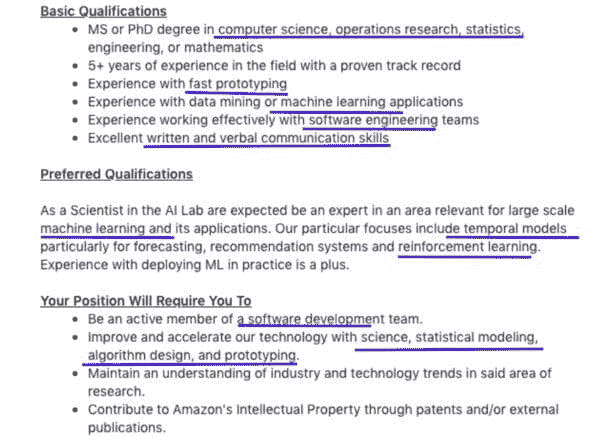 Basic Qualifications
• MS or PhD degree in computer science, operations research, statistics,
engineering, or mathematics
• 5+ years of experience in the field with a proven track record
• Experience with fast prototyping
• Experience with data mining or machine learning applications
• Experience working effectively with software engineering teams
• Excellent written and verbal communication skills
Preferred Qualifications
As a Scientist in the AI Lab are expected be an expert in an area relevant for large scale
machine learning and its applications. Our particular focuses include temporal models
particularly for forecasting, recommendation systems and reinforcement learning.
Experience with deploying ML in practice is a plus.
Your Position Will Require You To
• Be an active member of a software development team.
• Improve and accelerate our technology with science, statistical modeling,
algorithm design, and prototyping.
• Maintain an understanding of industry and technology trends in said area of
research.
• Contribute to Amazon's Intellectual Property through patents and/or external
publications.